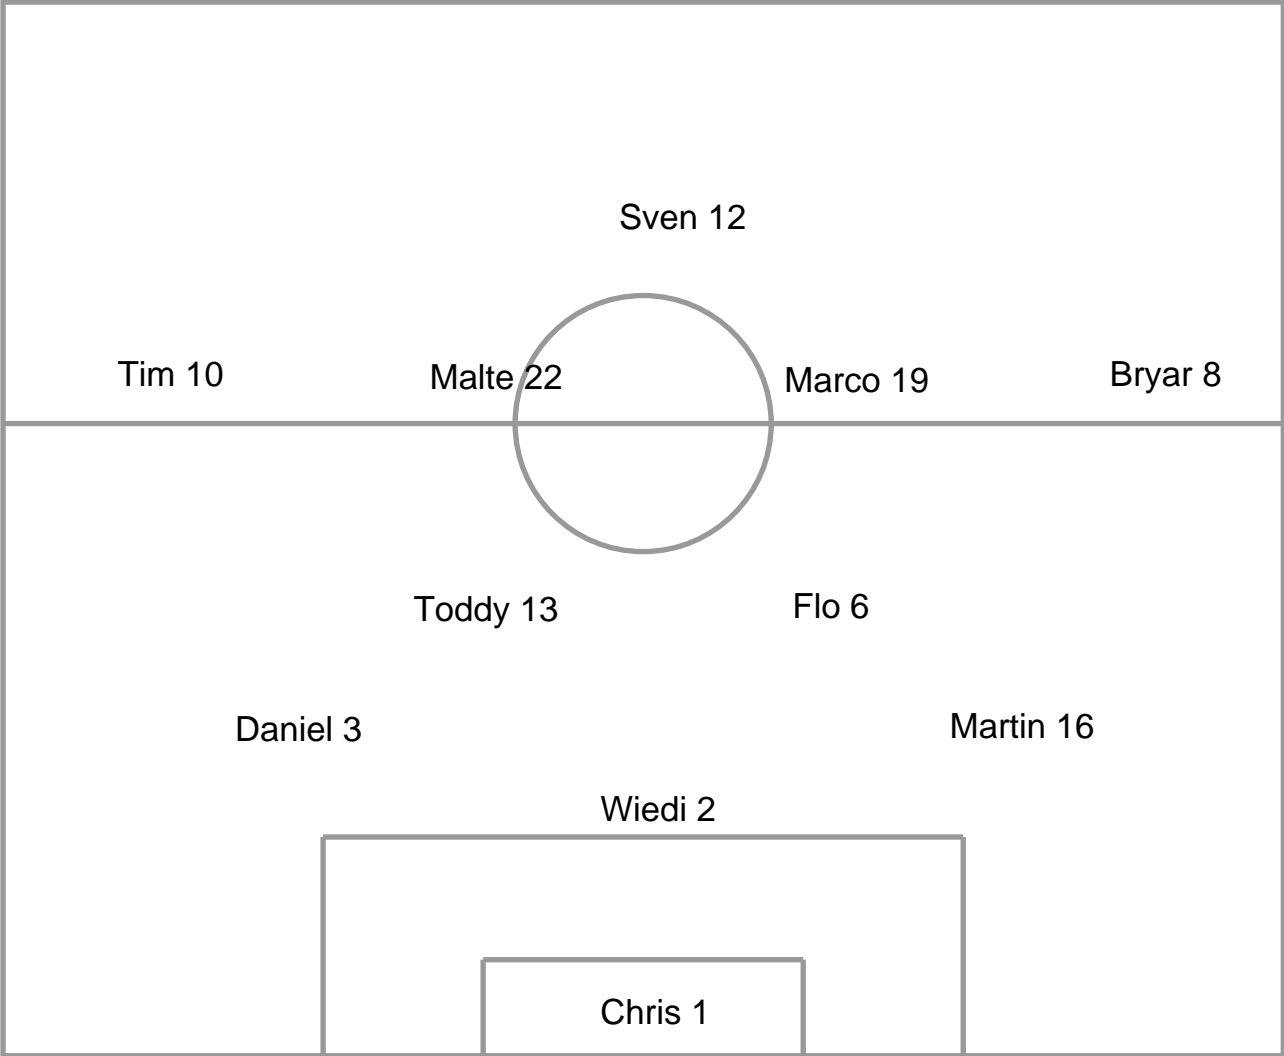 Sven 12
Tim 10
Malte 22
Marco 19
Bryar 8
Toddy 13
Flo 6
Daniel 3
Martin 16
Wiedi 2
Chris 1